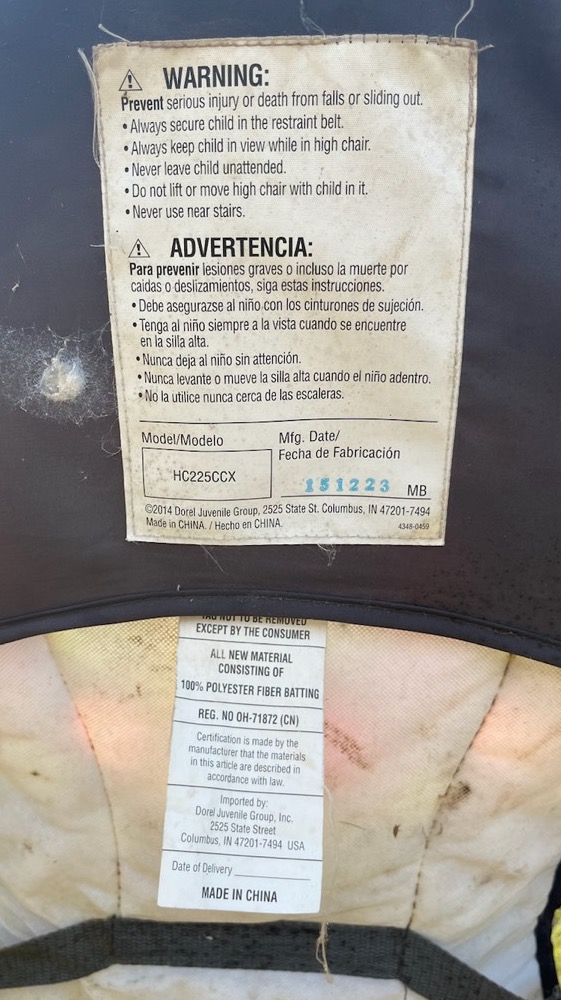 WARNING:
Prevent serious injury or death from falls or sliding out.
• Always secure child in the restraint belt.
• Always keep child in view while in high chair.
• Never leave child unattended.
• Do not lift or move high chair with child in it.
• Never use near stairs.
ADVERTENCIA:
Para prevenir lesiones graves o incluso la muerte por
caidas o deslizamientos, siga estas instrucciones.
• Debe asegurazse al niño con los cinturones de sujeción.
• Tenga al niño siempre a la vista cuando se encuentre
en la silla alta.
• Nunca deja al niño sin attención.
• Nunca levante o mueve la silla alta cuando el niño adentro.
• No la utilice nunca cerca de las escaleras.
Model/Modelo
HC225CCX
Mfg. Date/
Fecha de Fabricación
151223 MB
©2014 Dorel Juvenile Group, 2525 State St. Columbus, IN 47201-7494
Made in CHINA. / Hecho en CHINA.
4348-0459
TAG NOT TO BE REMOVED
EXCEPT BY THE CONSUMER
ALL NEW MATERIAL
CONSISTING OF
100% POLYESTER FIBER BATTING
REG. NO OH-71872 (CN)
Certification is made by the
manufacturer that the materials
in this article are described in
accordance with law.
Imported by:
Dorel Juvenile Group, Inc.
2525 State Street
Columbus, IN 47201-7494 USA
Date of Delivery
MADE IN CHINA